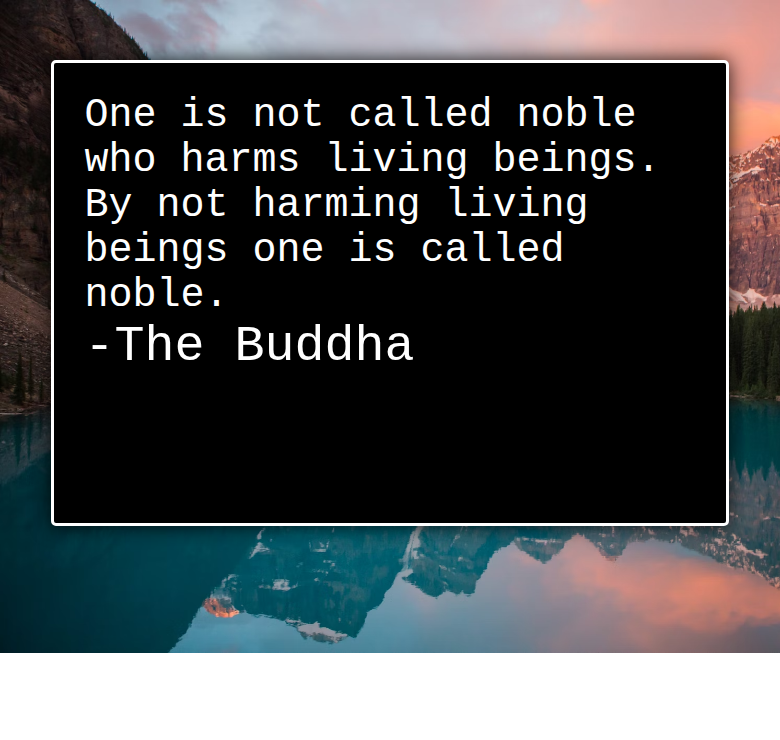 One is not called noble
who harms living beings.
By not harming living
beings one is called
noble.
-The Buddha